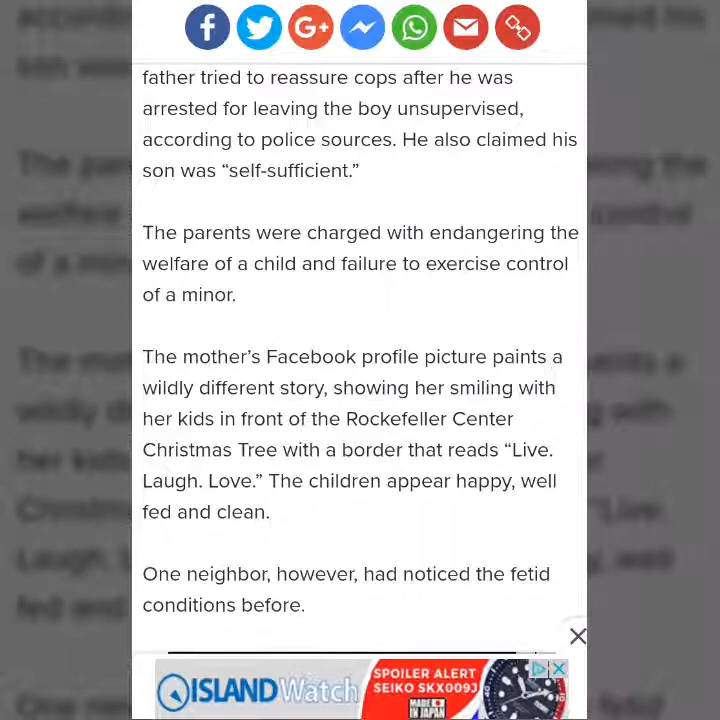 father tried to reassure cops after he was
arrested for leaving the boy unsupervised,
according to police sources. He also claimed his
son was “self-sufficient.”
The parents were charged with endangering the
welfare of a child and failure to exercise control
of a minor.
The mother’s Facebook profile picture paints a
wildly different story, showing her smiling with
her kids in front of the Rockefeller Center
Christmas Tree with a border that reads “Live.
Laugh. Love.” The children appear happy, well
fed and clean.
One neighbor, however, had noticed the fetid
conditions before.
ISLAND Watch
SPOILER ALERT
SEIKO SKX009J
MADE
IN JAPAN